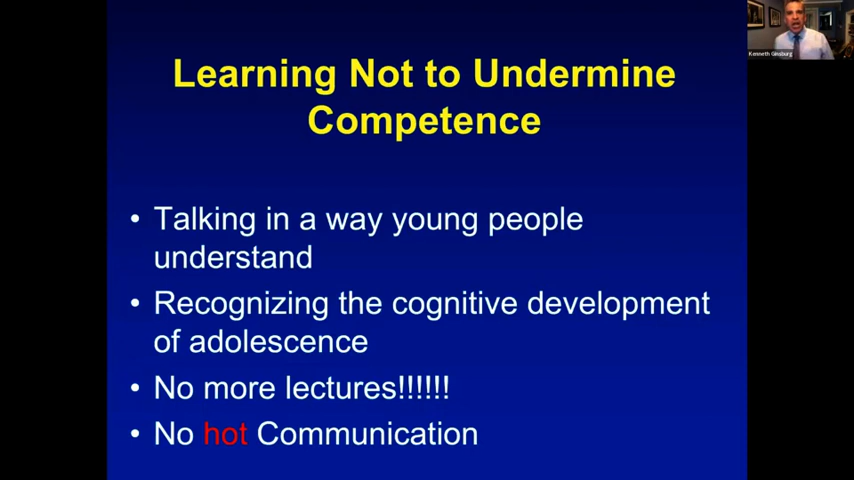 Learning Not to Undermine
Competence
• Talking in a way young people
understand
• Recognizing the cognitive development
of adolescence
• No more lectures!!!!!!
• No hot Communication
Kenneth Ginsburg